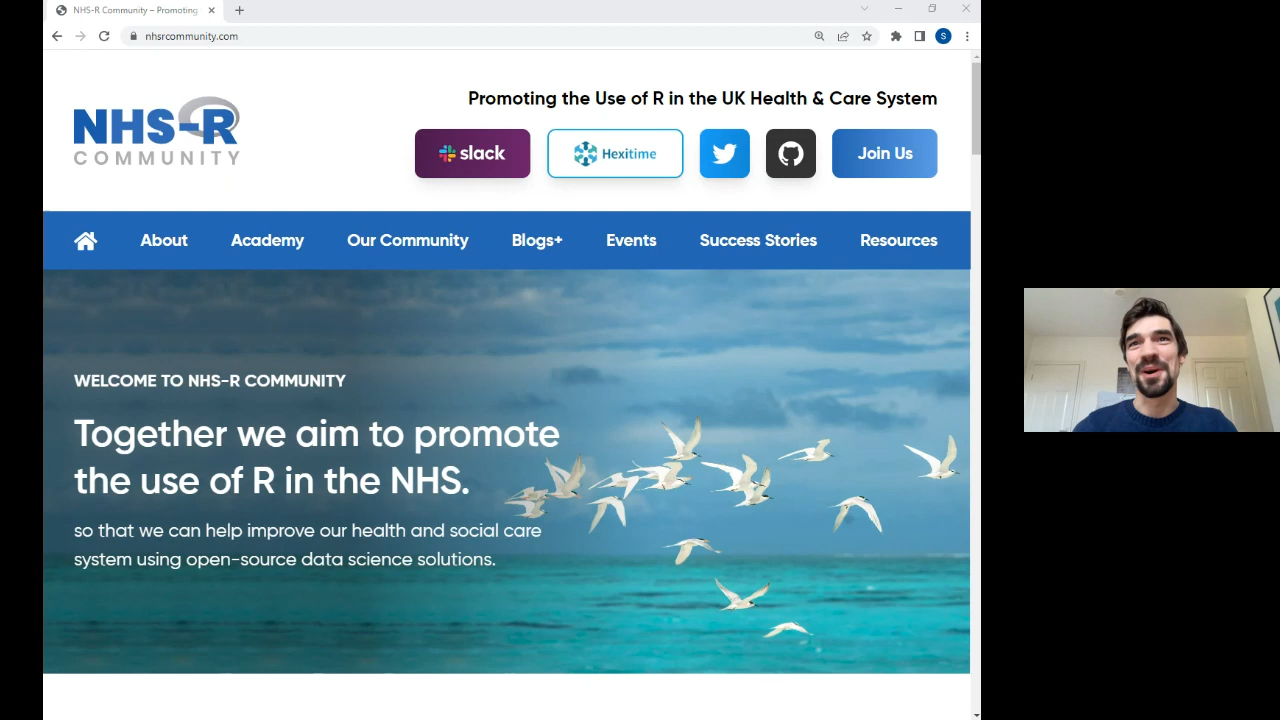 NHS-R Community – Promoting
nhsrcommunity.com
S
Promoting the Use of R in the UK Health & Care System
NHS-R
COMMUNITY
slack
Hexitime
Join Us
About Academy Our Community Blogs+ Events Success Stories Resources
WELCOME TO NHS-R COMMUNITY
Together we aim to promote
the use of R in the NHS.
so that we can help improve our health and social care
system using open-source data science solutions.